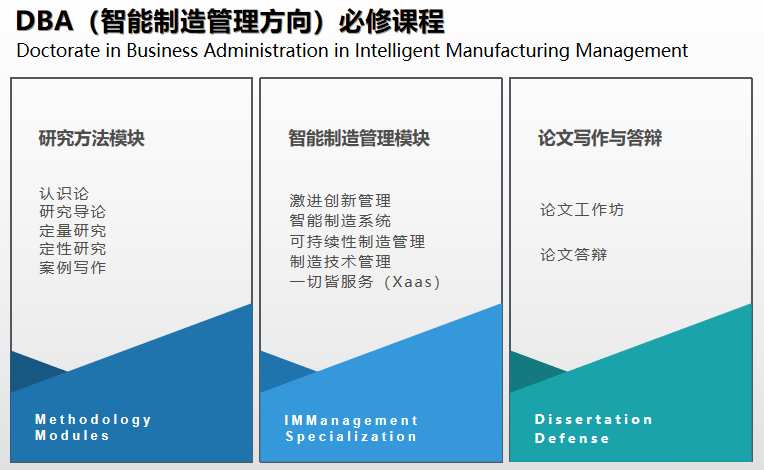 DBA（智能制造管理方向）必修课程
Doctorate in Business Administration in Intelligent Manufacturing Management
研究方法模块
认识论
研究导论
定量研究
定性研究
案例写作
Methodology
Modules
智能制造管理模块
激进创新管理
智能制造系统
可持续性制造管理
制造技术管理
一切皆服务（Xaas）
IMManagement
Specialization
论文写作与答辩
论文工作坊
论文答辩
Dissertation
Defense